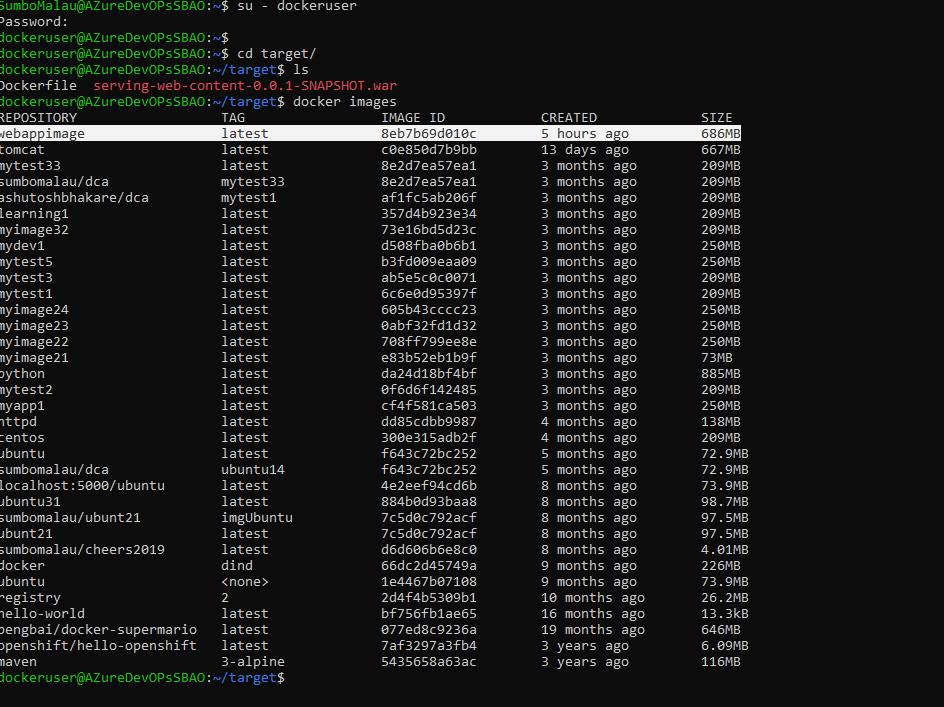 SumboMalau@AZureDevOPsSBAO:~$ su - dockeruser
Password:
dockeruser@AZureDevOPsSBAO:~$
dockeruser@AZureDevOPsSBAO:~$ cd target/
dockeruser@AZureDevOPsSBAO:~/target$ ls
Dockerfile  serving-web-content-0.0.1-SNAPSHOT.war
dockeruser@AZureDevOPsSBAO:~/target$ docker images
REPOSITORY TAG IMAGE ID CREATED SIZE
webappimage latest 8eb7b69d010c 5 hours ago 686MB
tomcat latest c0e850d7b9bb 13 days ago 667MB
mytest33 latest 8e2d7ea57ea1 3 months ago 209MB
sumbomalau/dca mytest33 8e2d7ea57ea1 3 months ago 209MB
ashutoshbhakare/dca mytest1 af1fc5ab206f 3 months ago 209MB
learning1 latest 357d4b923e34 3 months ago 209MB
myimage32 latest 73e16bd5d23c 3 months ago 209MB
mydev1 latest d508fba0b6b1 3 months ago 250MB
mytest5 latest b3fd009eaa09 3 months ago 250MB
mytest3 latest ab5e5c0c0071 3 months ago 209MB
mytest1 latest 6c6e0d95397f 3 months ago 209MB
myimage24 latest 605b43cccc23 3 months ago 250MB
myimage23 latest 0abf32fd1d32 3 months ago 250MB
myimage22 latest 708ff799ee8e 3 months ago 250MB
myimage21 latest e83b52eb1b9f 3 months ago 73MB
python latest da24d18bf4bf 3 months ago 885MB
mytest2 latest 0f6d6f142485 3 months ago 209MB
myapp1 latest cf4f581ca503 3 months ago 250MB
httpd latest dd85cdbb9987 4 months ago 138MB
centos latest 300e315adb2f 4 months ago 209MB
ubuntu latest f643c72bc252 5 months ago 72.9MB
sumbomalau/dca ubuntu14 f643c72bc252 5 months ago 72.9MB
localhost:5000/ubuntu latest 4e2eef94cd6b 8 months ago 73.9MB
ubuntu31 latest 884b0d93baa8 8 months ago 98.7MB
sumbomalau/ubunt21 imgUbuntu 7c5d0c792acf 8 months ago 97.5MB
ubunt21 latest 7c5d0c792acf 8 months ago 97.5MB
sumbomalau/cheers2019 latest d6d606b6e8c0 8 months ago 4.01MB
docker dind 66dc2d45749a 9 months ago 226MB
ubuntu <none> 1e4467b07108 9 months ago 73.9MB
registry 2 2d4f4b5309b1 10 months ago 26.2MB
hello-world latest bf756fb1ae65 16 months ago 13.3kB
pengbai/docker-supermario latest 077ed8c9236a 19 months ago 646MB
openshift/hello-openshift latest 7af3297a3fb4 3 years ago 6.09MB
maven 3-alpine 5435658a63ac 3 years ago 116MB
dockeruser@AZureDevOPsSBAO:~/target$